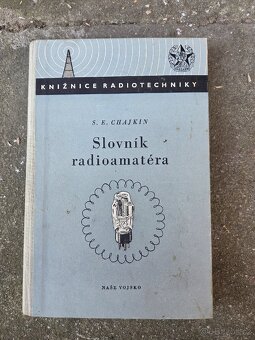 KNIŽNICE RADIOTECHNIKY
S. E. CHAJKIN
Slovník
radioamatéra
NAŠE VOJSKO